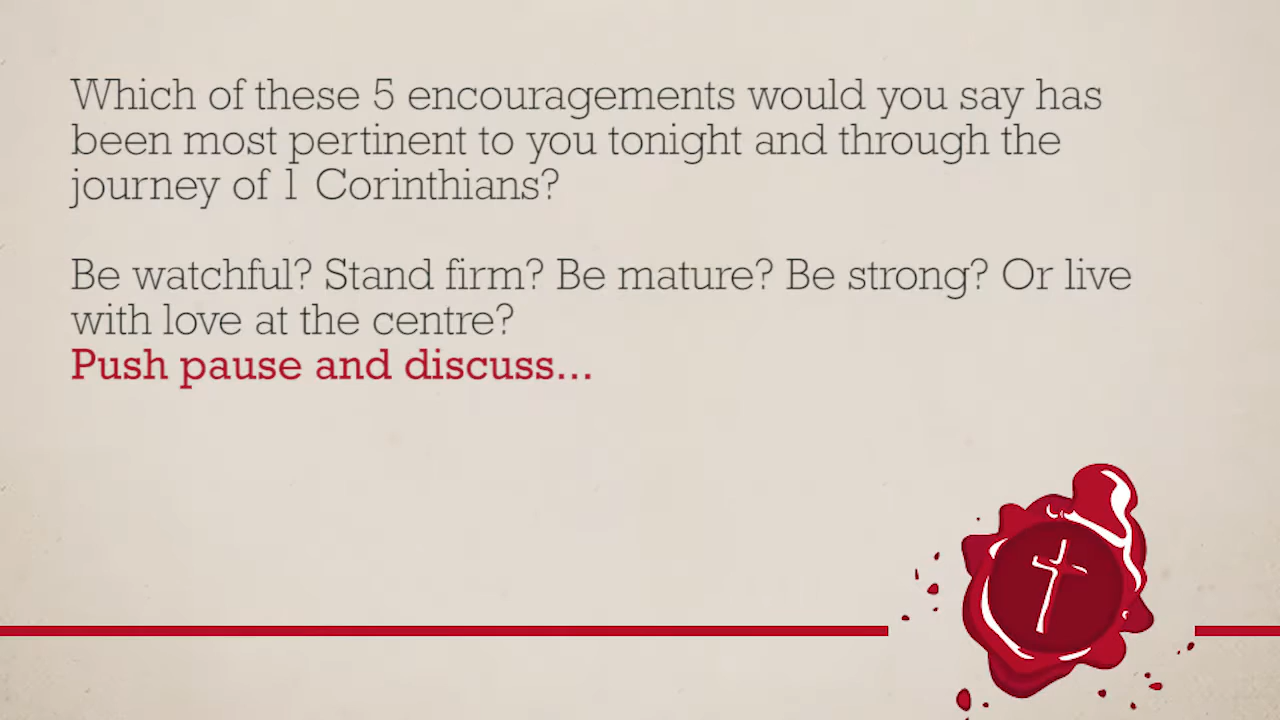 Which of these 5 encouragements would you say has
been most pertinent to you tonight and through the
journey of 1 Corinthians?
Be watchful? Stand firm? Be mature? Be strong? Or live
with love at the centre?
Push pause and discuss...